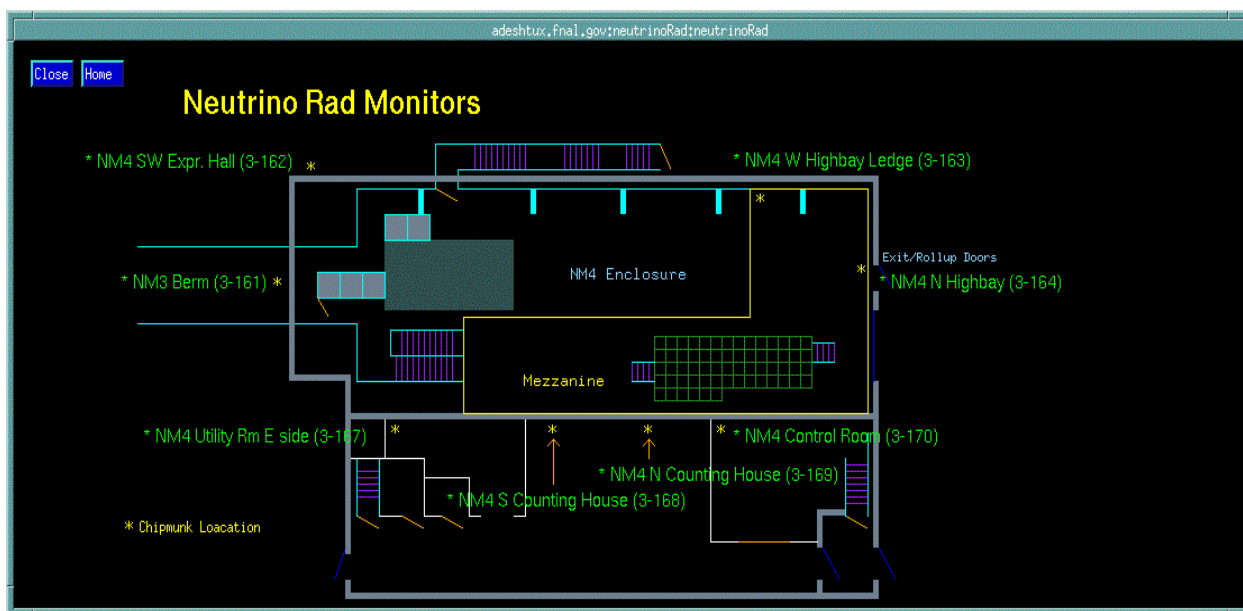 adeshtux.fnal.gov:neutrinoRad:neutrinoRad
Close Home
Neutrino Rad Monitors
* NM4 SW Expr. Hall (3-162) *
* NM4 W Highbay Ledge (3-163)
*
Exit/Rollup Doors
* NM3 Berm (3-161) *
NM4 Enclosure
*
* NM4 N Highbay (3-164)
Mezzanine
* NM4 Utility Rm E side (3-167)
* * * *
* NM4 Control Room (3-170)
* NM4 N Counting House (3-169)
* NM4 S Counting House (3-168)
* Chipmunk Loacation